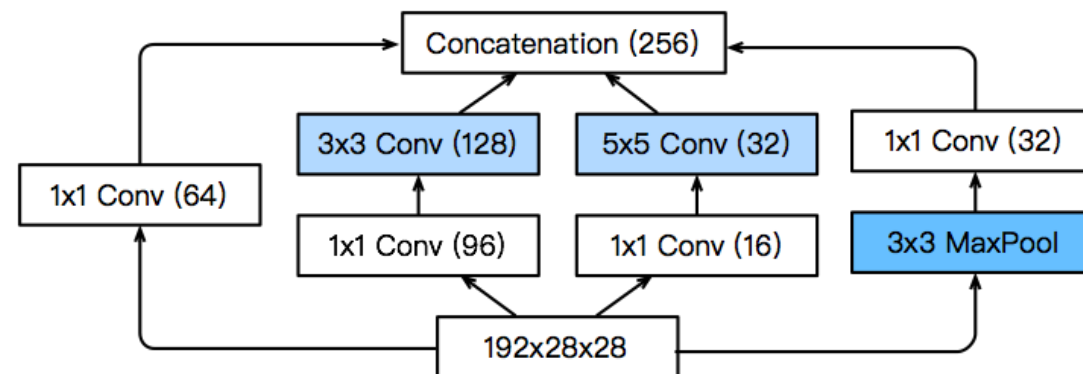 Concatenation (256)
3x3 Conv (128)
5x5 Conv (32)
1x1 Conv (32)
1x1 Conv (64)
1x1 Conv (96)
1x1 Conv (16)
3x3 MaxPool
192x28x28